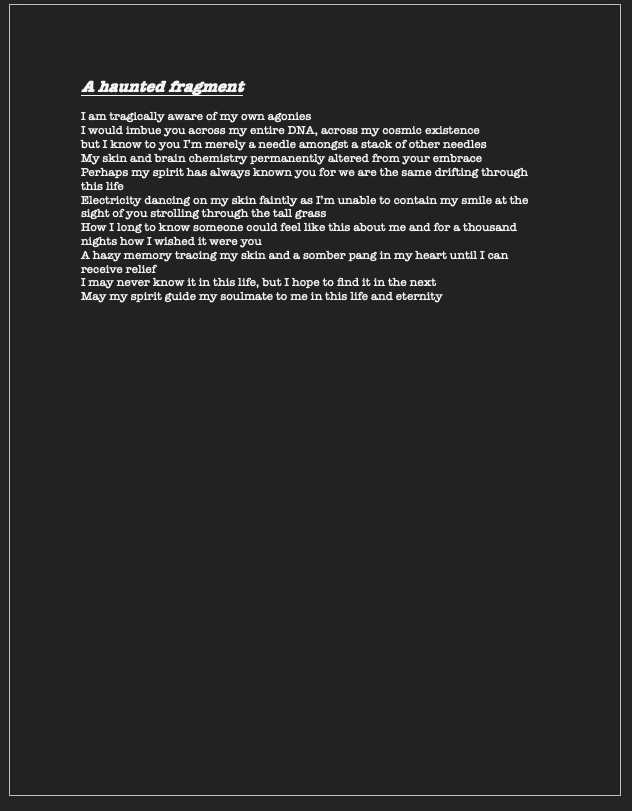 A haunted fragment
I am tragically aware of my own agonies
I would imbue you across my entire DNA, across my cosmic existence
but I know to you I'm merely a needle amongst a stack of other needles
My skin and brain chemistry permanently altered from your embrace
Perhaps my spirit has always known you for we are the same drifting through
this life
Electricity dancing on my skin faintly as I'm unable to contain my smile at the
sight of you strolling through the tall grass
How I long to know someone could feel like this about me and for a thousand
nights how I wished it were you
A hazy memory tracing my skin and a somber pang in my heart until I can
receive relief
I may never know it in this life, but I hope to find it in the next
May my spirit guide my soulmate to me in this life and eternity